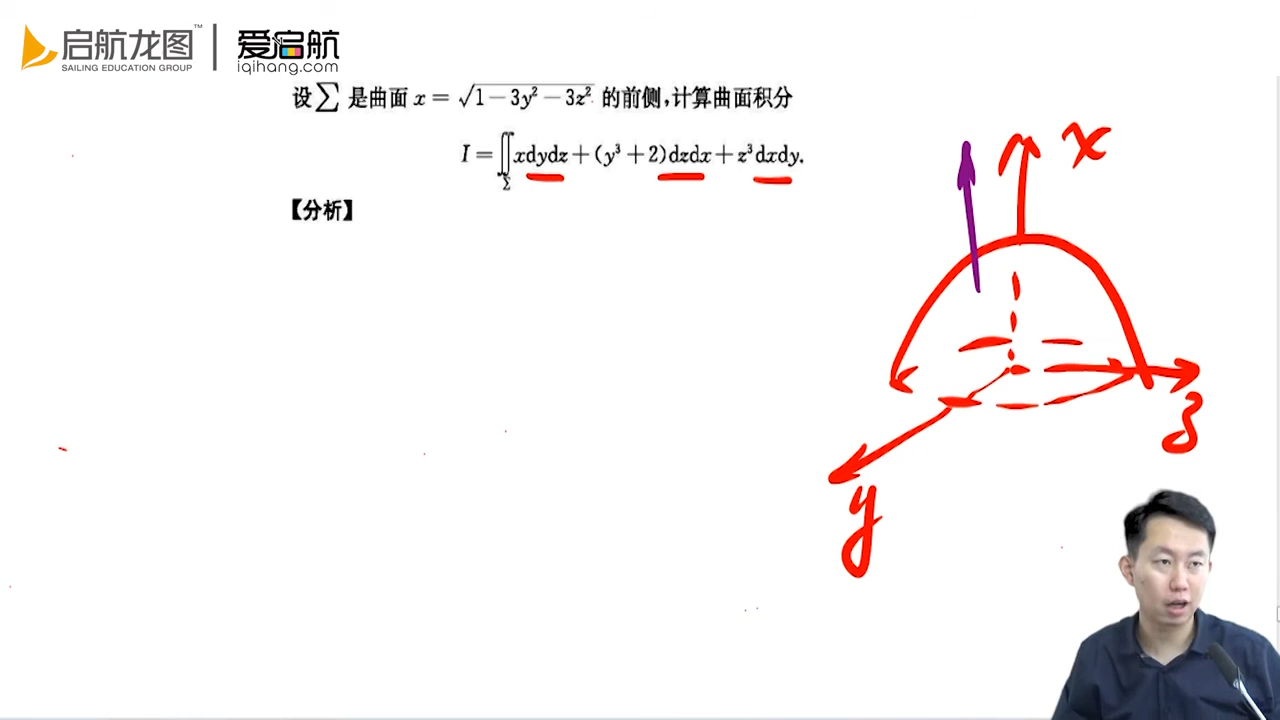 启航龙图™ 爱启航
SAILING EDUCATION GROUP iqihang.com
设 ∑ 是曲面 x = √(1-3y²-3z²) 的前侧,计算曲面积分
I = ∬_Σ xdydz + (y³+2)dzdx + z³dxdy.
【分析】
x
z
y